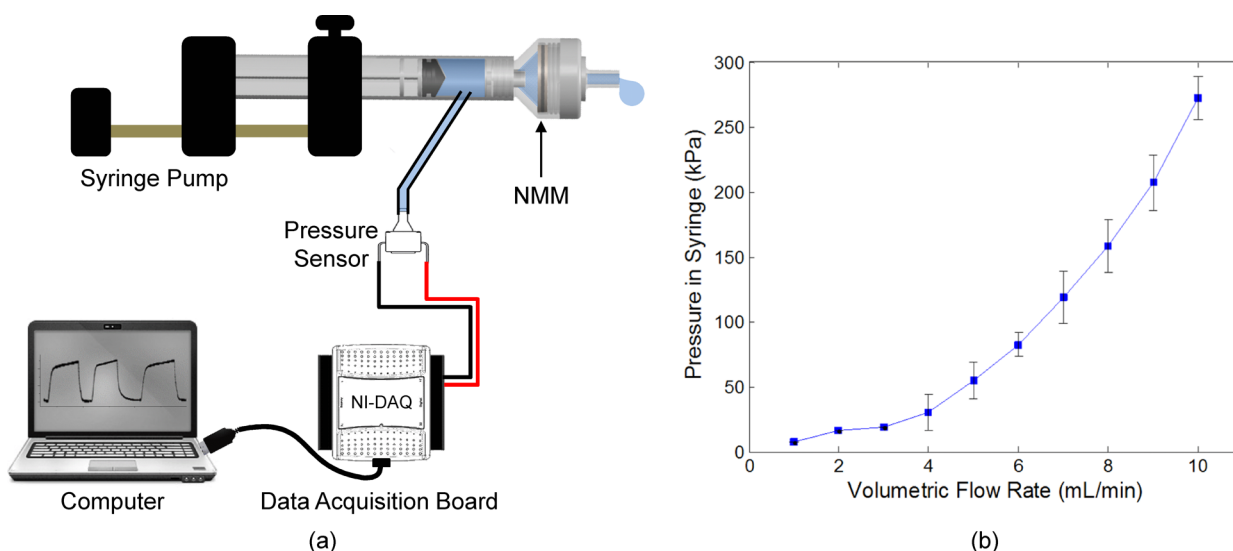 Syringe Pump
NMM
Pressure
Sensor
NI-DAQ
Computer
Data Acquisition Board
(a)
300
250
200
150
100
50
0
Pressure in Syringe (kPa)
0
2
4
6
8
10
Volumetric Flow Rate (mL/min)
(b)